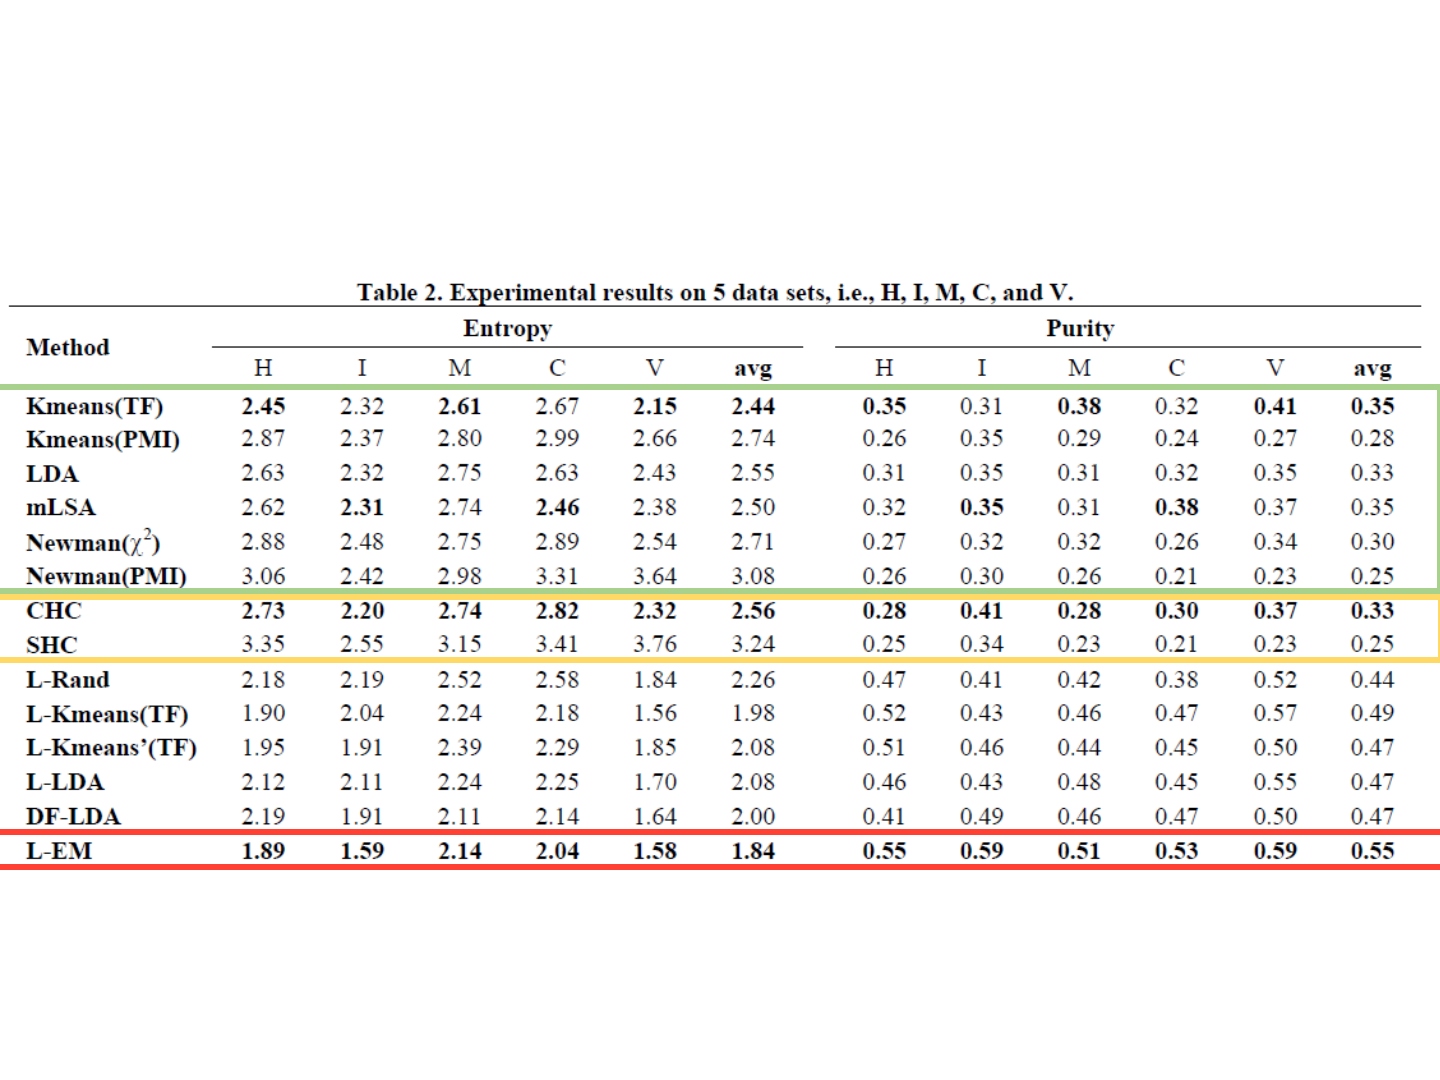 Table 2. Experimental results on 5 data sets, i.e., H, I, M, C, and V.
Method Entropy Purity
H I M C V avg H I M C V avg
Kmeans(TF) 2.45 2.32 2.61 2.67 2.15 2.44 0.35 0.31 0.38 0.32 0.41 0.35
Kmeans(PMI) 2.87 2.37 2.80 2.99 2.66 2.74 0.26 0.35 0.29 0.24 0.27 0.28
LDA 2.63 2.32 2.75 2.63 2.43 2.55 0.31 0.35 0.31 0.32 0.35 0.33
mLSA 2.62 2.31 2.74 2.46 2.38 2.50 0.32 0.35 0.31 0.38 0.37 0.35
Newman(χ²) 2.88 2.48 2.75 2.89 2.54 2.71 0.27 0.32 0.32 0.26 0.34 0.30
Newman(PMI) 3.06 2.42 2.98 3.31 3.64 3.08 0.26 0.30 0.26 0.21 0.23 0.25
CHC 2.73 2.20 2.74 2.82 2.32 2.56 0.28 0.41 0.28 0.30 0.37 0.33
SHC 3.35 2.55 3.15 3.41 3.76 3.24 0.25 0.34 0.23 0.21 0.23 0.25
L-Rand 2.18 2.19 2.52 2.58 1.84 2.26 0.47 0.41 0.42 0.38 0.52 0.44
L-Kmeans(TF) 1.90 2.04 2.24 2.18 1.56 1.98 0.52 0.43 0.46 0.47 0.57 0.49
L-Kmeans’(TF) 1.95 1.91 2.39 2.29 1.85 2.08 0.51 0.46 0.44 0.45 0.50 0.47
L-LDA 2.12 2.11 2.24 2.25 1.70 2.08 0.46 0.43 0.48 0.45 0.55 0.47
DF-LDA 2.19 1.91 2.11 2.14 1.64 2.00 0.41 0.49 0.46 0.47 0.50 0.47
L-EM 1.89 1.59 2.14 2.04 1.58 1.84 0.55 0.59 0.51 0.53 0.59 0.55